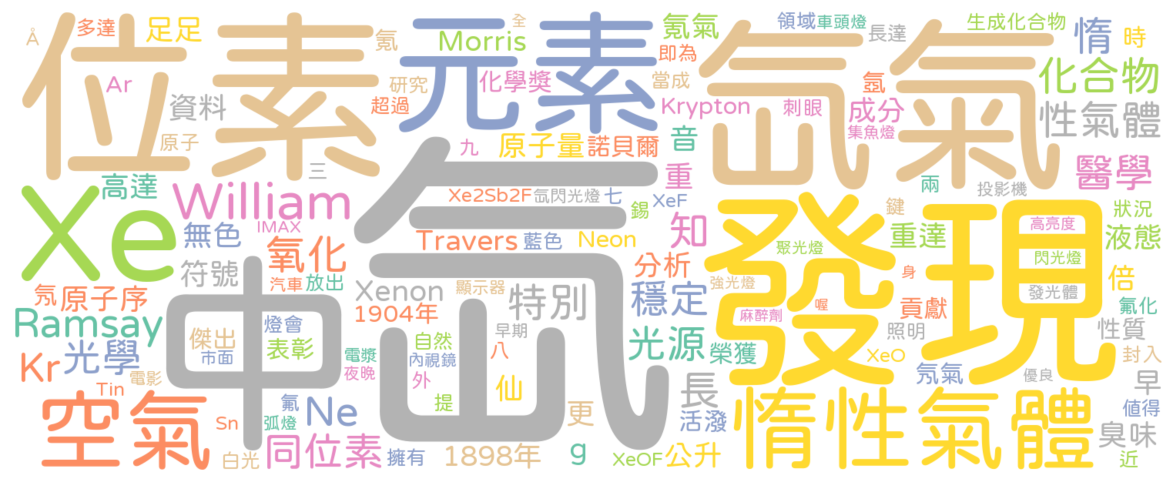 位素
元素
氙氣
氙
發現
中
Xe
惰性氣體
空氣
William
Ramsay
Å
多達
足足
氪
Morris
氪氣
全
領域
車頭燈
長達
生成化合物
惰
時
Ar
資料
研究
超過
化學獎
即為
當成
Krypton
氬
刺眼
成分
集魚燈
化合物
性氣體
原子
三
九
原子量
諾貝爾
音
重
醫學
高達
無色
IMAX
Xe2Sb2F
氙閃光燈
七
錫
XeF
兩
投影機
鍵
狀況
符號
氧化
汽車
放出
Travers
藍色
Neon
知
分析
聚光燈
重達
高亮度
液態
閃光燈
氖
原子序
Xenon
顯示器
1904年
特別
穩定
強光燈
身
發光體
倍
氟化
麻醉劑
喔
貢獻
照明
性質
Kr
光學
傑出
市面
燈會
表彰
電漿
夜晚
自然
早期
內視鏡
八
外
光源
榮獲
XeO
氖氣
優良
封入
早
值得
Tin
電影
氟
Ne
弧燈
提
仙
更
長
活潑
臭味
Sn
白光
同位素
擁有
1898年
g
XeOF
公升
近